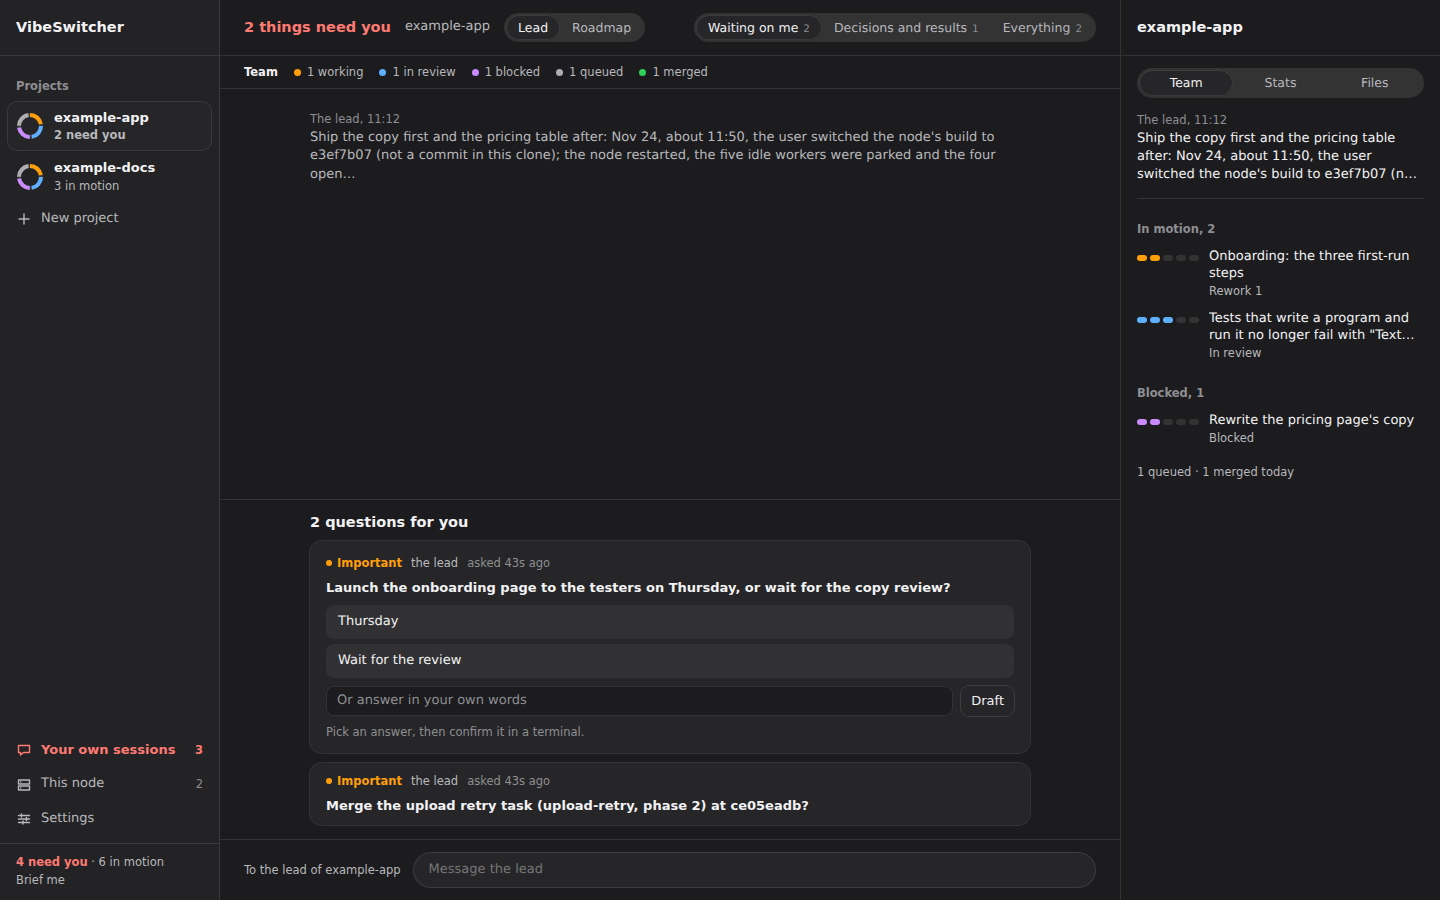 VibeSwitcher
Projects
example-app
2 need you
example-docs
3 in motion
New project
Your own sessions 3
This node 2
Settings
4 need you · 6 in motion
Brief me
2 things need you example-app Lead Roadmap Waiting on me 2 Decisions and results 1 Everything 2
Team 1 working 1 in review 1 blocked 1 queued 1 merged
The lead, 11:12
Ship the copy first and the pricing table after: Nov 24, about 11:50, the user switched the node's build to
e3ef7b07 (not a commit in this clone); the node restarted, the five idle workers were parked and the four
open…
2 questions for you
Important the lead asked 43s ago
Launch the onboarding page to the testers on Thursday, or wait for the copy review?
Thursday
Wait for the review
Or answer in your own words Draft
Pick an answer, then confirm it in a terminal.
Important the lead asked 43s ago
Merge the upload retry task (upload-retry, phase 2) at ce05eadb?
To the lead of example-app Message the lead
example-app
Team Stats Files
The lead, 11:12
Ship the copy first and the pricing table
after: Nov 24, about 11:50, the user
switched the node's build to e3ef7b07 (n…
In motion, 2
Onboarding: the three first-run
steps
Rework 1
Tests that write a program and
run it no longer fail with "Text…
In review
Blocked, 1
Rewrite the pricing page's copy
Blocked
1 queued · 1 merged today